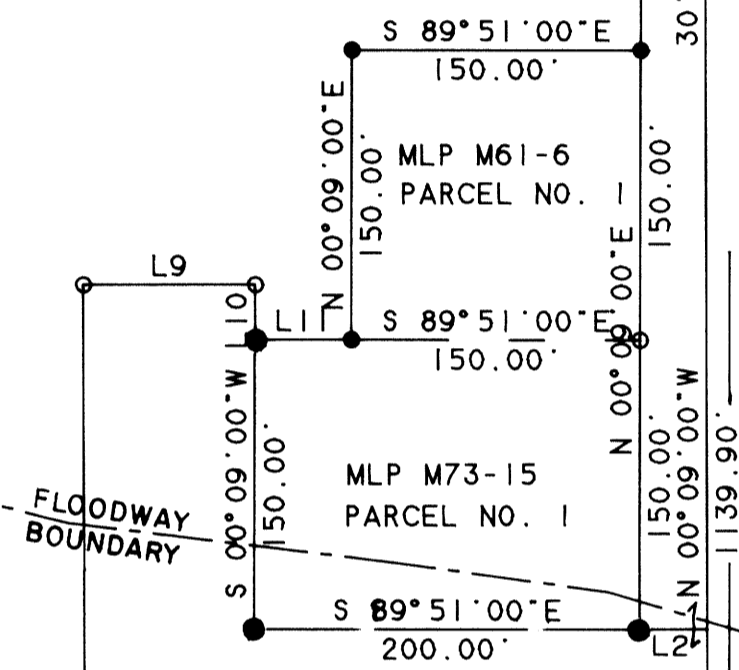 S 89°51'00"E
150.00'
30.
N 00°09'00"E
150.00'
MLP M61-6
PARCEL NO. 1
150.00'
N 00°09'00"E
L9
L10
L11
S 89°51'00"E
150.00'
S 00°09'00"W
150.00'
MLP M73-15
PARCEL NO. 1
150.00'
N 00°09'00"W
1139.90'
FLOODWAY
BOUNDARY
S 89°51'00"E
200.00'
L2